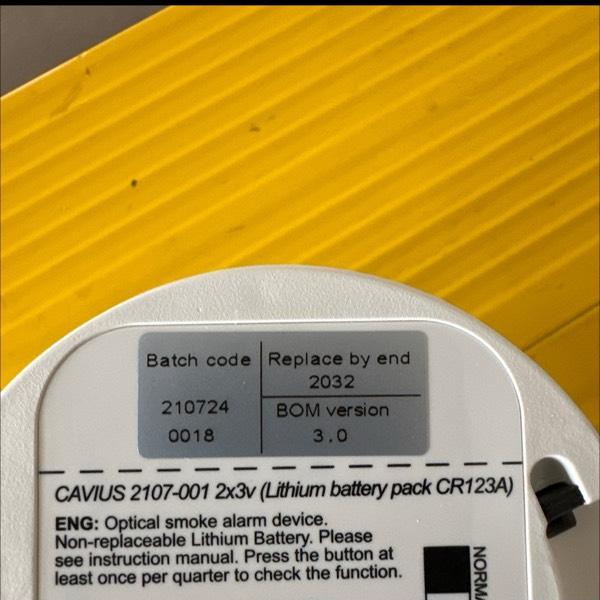 Batch code
210724
0018
Replace by end
2032
BOM version
3.0
CAVIUS 2107-001 2x3v (Lithium battery pack CR123A)
ENG: Optical smoke alarm device.
Non-replaceable Lithium Battery. Please
see instruction manual. Press the button at
least once per quarter to check the function.